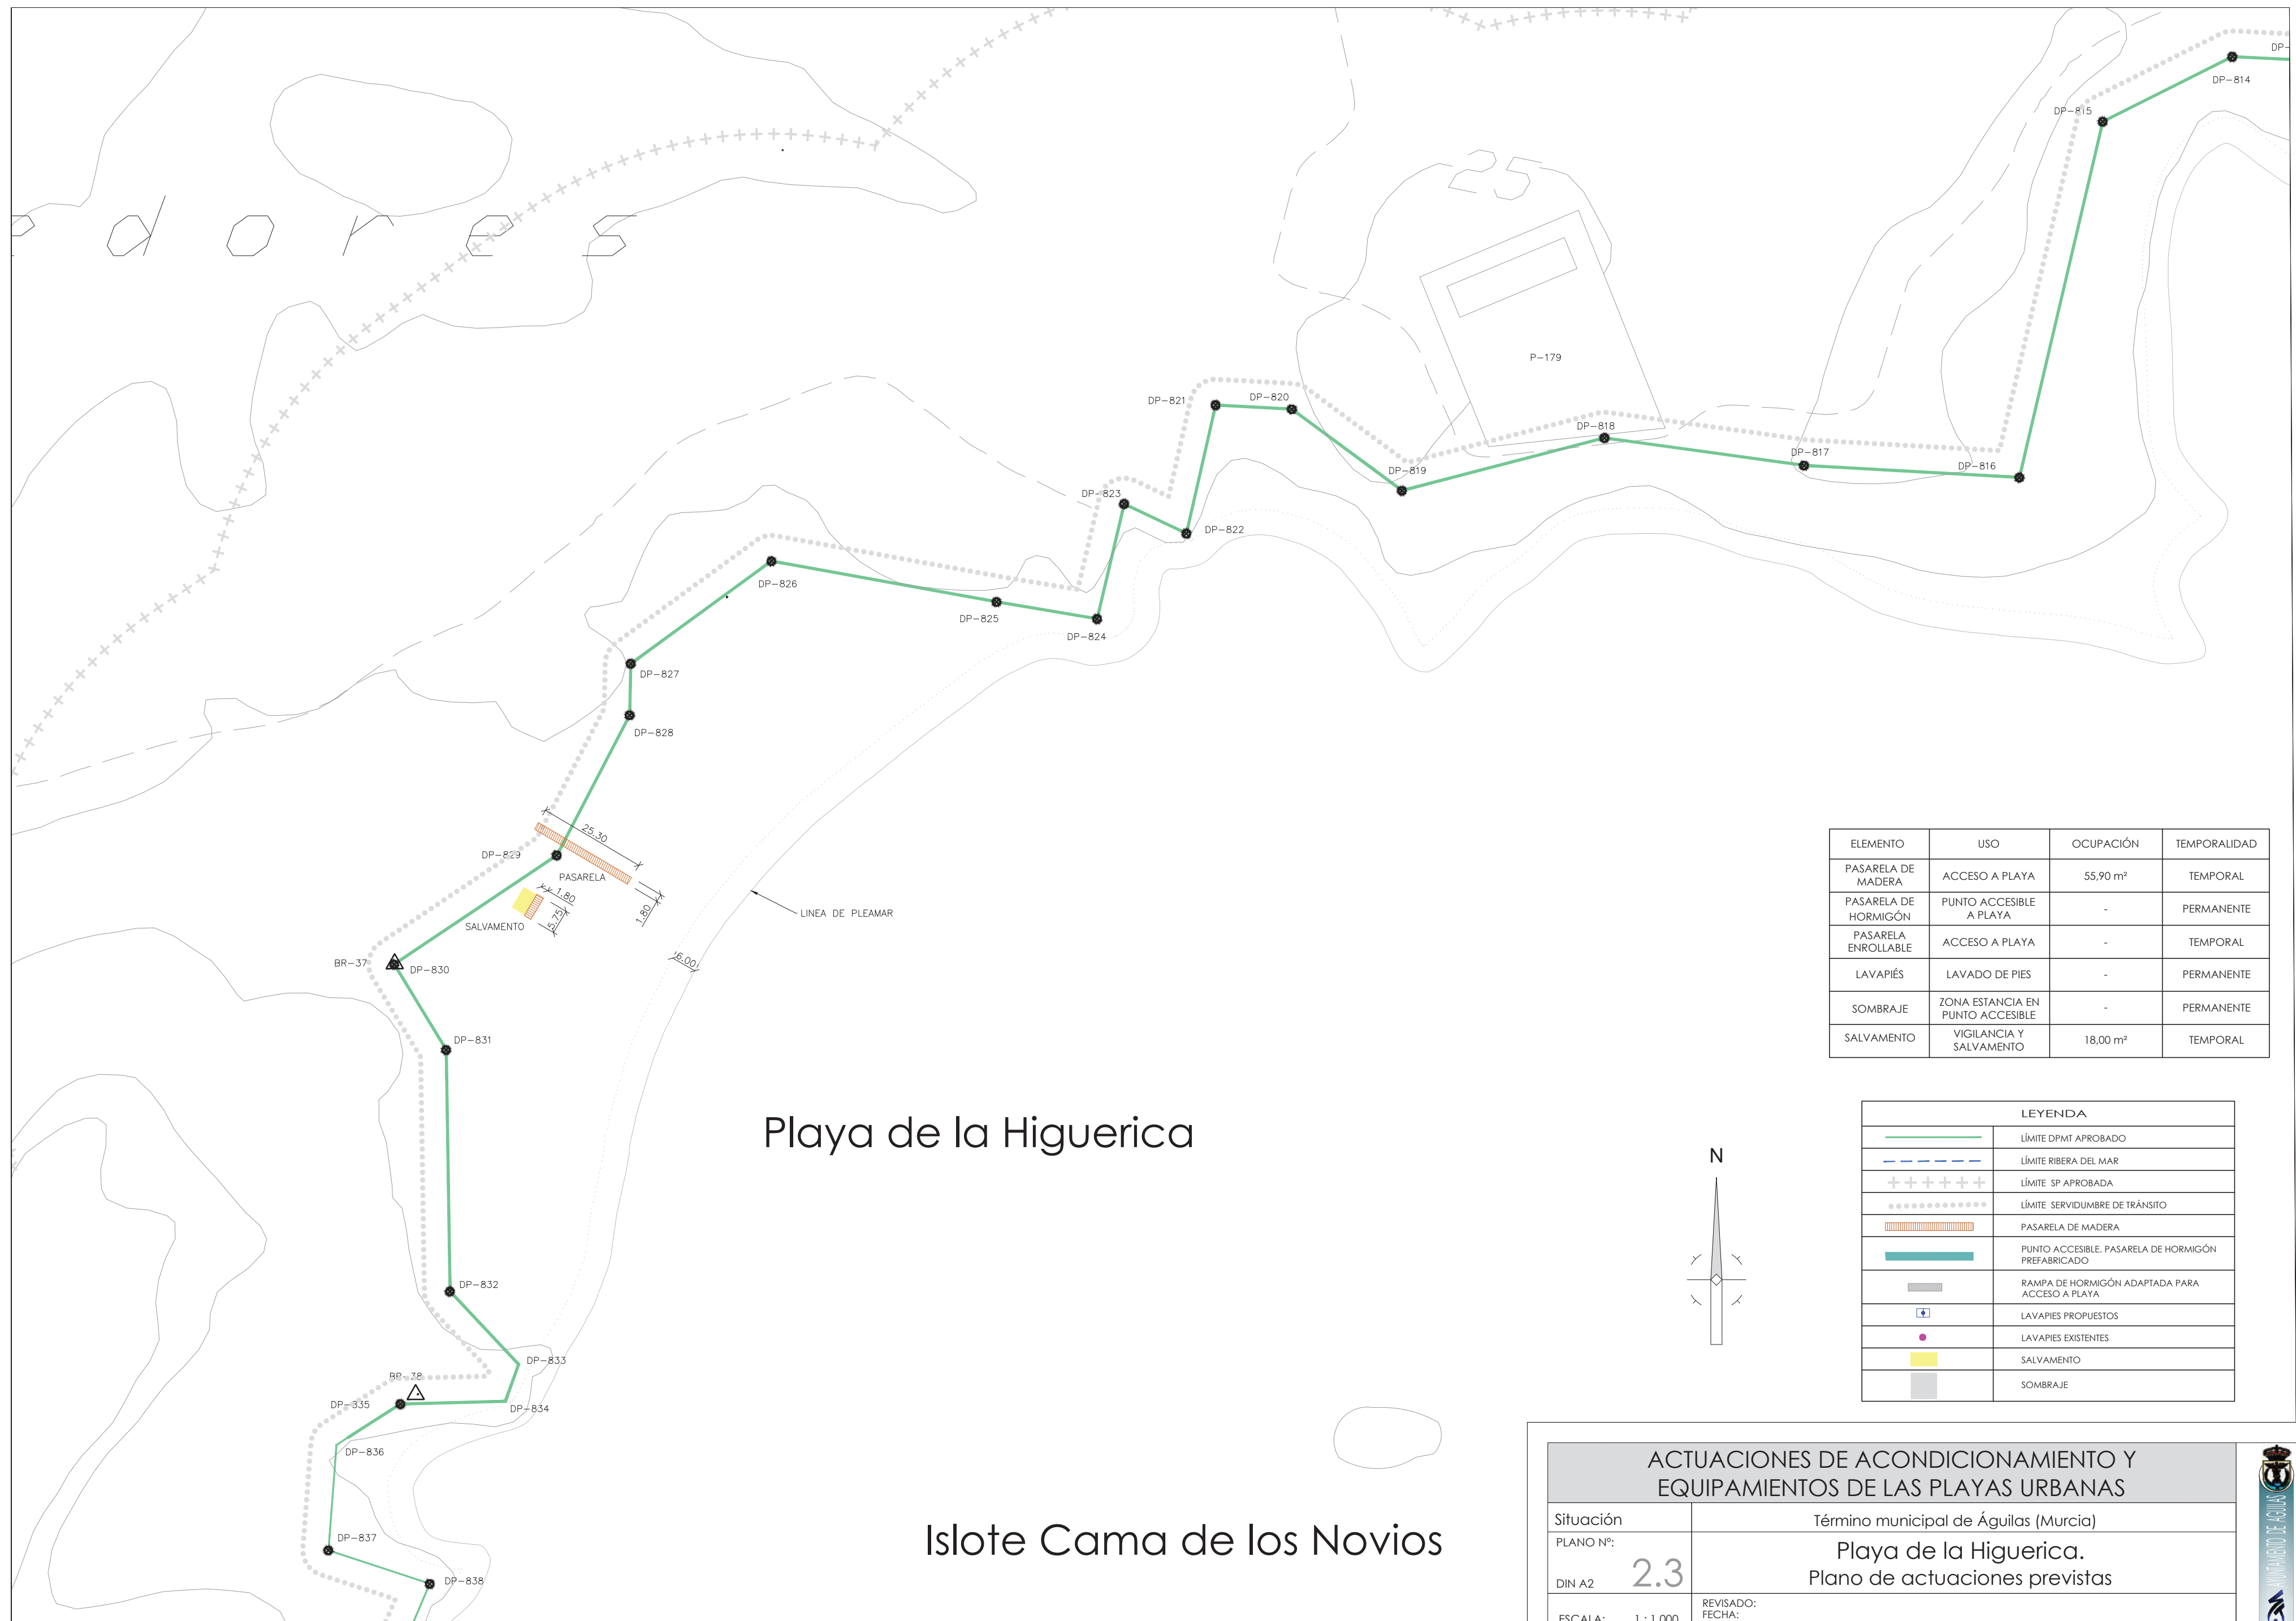 DP-
DP-814
DP-815
e d o r e s
P-179
DP-821
DP-820
DP-818
DP-817
DP-816
DP-819
DP-823
DP-822
DP-826
DP-825
DP-824
DP-827
DP-828
25.30
DP-829
PASARELA
1.80
5.75
1.80
SALVAMENTO
LINEA DE PLEAMAR
6.00
BR-37
DP-830
DP-831
DP-832
DP-833
BR-38
DP-835
DP-834
DP-836
DP-837
DP-838
Playa de la Higuerica
Islote Cama de los Novios
ELEMENTO USO OCUPACIÓN TEMPORALIDAD
PASARELA DE MADERA ACCESO A PLAYA 55,90 m² TEMPORAL
PASARELA DE HORMIGÓN PUNTO ACCESIBLE A PLAYA - PERMANENTE
PASARELA ENROLLABLE ACCESO A PLAYA - TEMPORAL
LAVAPIÉS LAVADO DE PIES - PERMANENTE
SOMBRAJE ZONA ESTANCIA EN PUNTO ACCESIBLE - PERMANENTE
SALVAMENTO VIGILANCIA Y SALVAMENTO 18,00 m² TEMPORAL
N
LEYENDA
LÍMITE DPMT APROBADO
LÍMITE RIBERA DEL MAR
LÍMITE SP APROBADA
LÍMITE SERVIDUMBRE DE TRÁNSITO
PASARELA DE MADERA
PUNTO ACCESIBLE. PASARELA DE HORMIGÓN
PREFABRICADO
RAMPA DE HORMIGÓN ADAPTADA PARA
ACCESO A PLAYA
LAVAPIES PROPUESTOS
LAVAPIES EXISTENTES
SALVAMENTO
SOMBRAJE
ACTUACIONES DE ACONDICIONAMIENTO Y
EQUIPAMIENTOS DE LAS PLAYAS URBANAS
Situación
Término municipal de Águilas (Murcia)
PLANO Nº:
2.3
DIN A2
Playa de la Higuerica.
Plano de actuaciones previstas
ESCALA: 1 : 1.000
REVISADO:
FECHA:
AYUNTAMIENTO DE AGUILAS